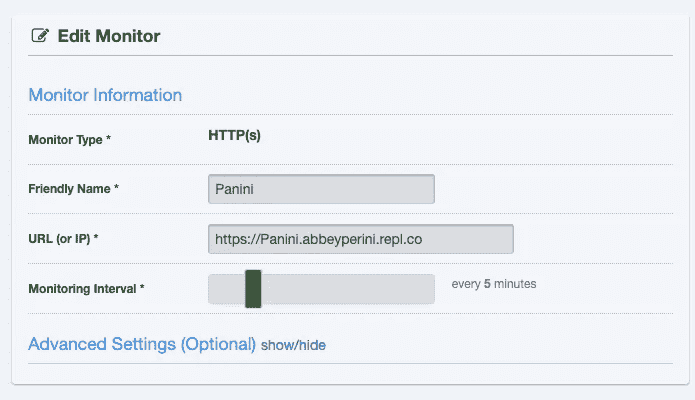 Edit Monitor
Monitor Information
Monitor Type * HTTP(s)
Friendly Name * Panini
URL (or IP) * https://Panini.abbeyperini.repl.co
Monitoring Interval * every 5 minutes
Advanced Settings (Optional) show/hide